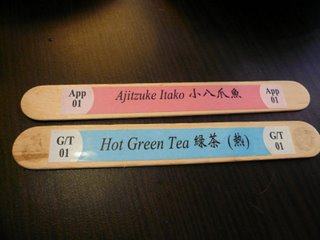 App 01 Ajitzuke Itako 小八爪魚 App 01
G/T 01 Hot Green Tea 綠茶 (熱) G/T 01